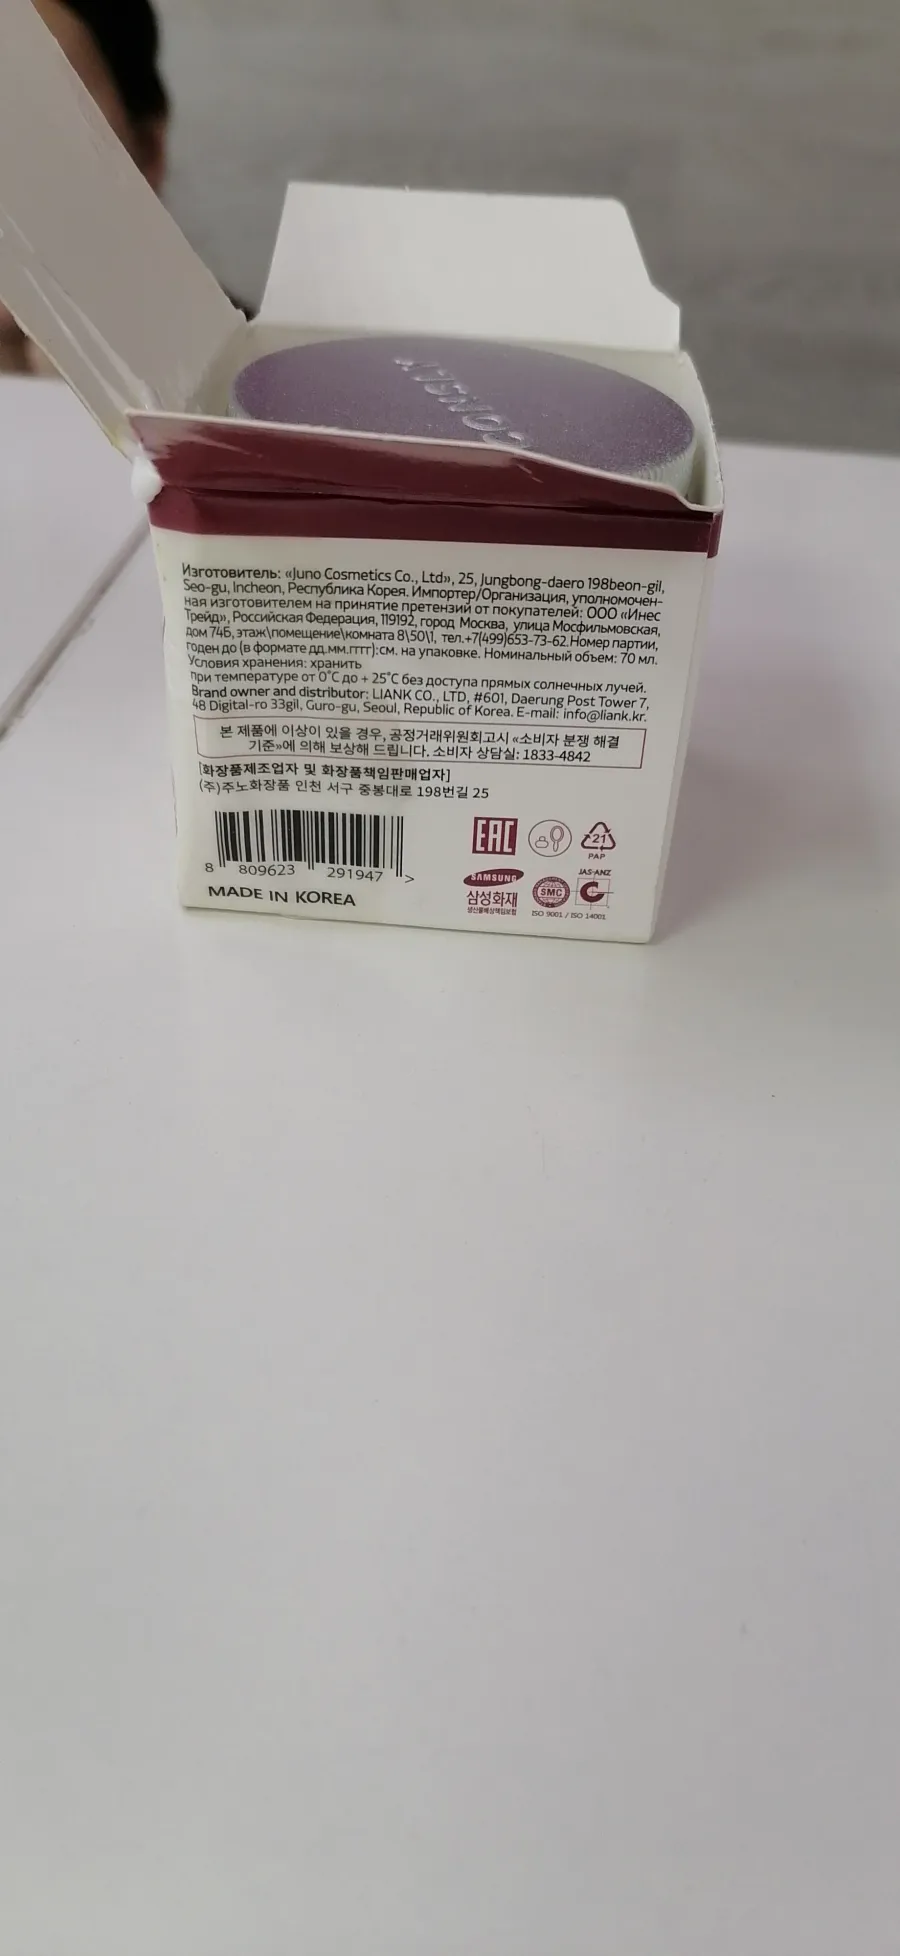 CONSLY
Изготовитель: «Juno Cosmetics Co., Ltd», 25, Jungbong-daero 198beon-gil,
Seo-gu, Incheon, Республика Корея. Импортер/Организация, уполномочен-
ная изготовителем на принятие претензий от покупателей: ООО «Инес
Трейд», Российская Федерация, 119192, город Москва, улица Мосфильмовская,
дом 74Б, этаж\помещение\комната 8\50\1, тел.+7(499)653-73-62.Номер партии,
годен до (в формате дд.мм.гггг):см. на упаковке. Номинальный объем: 70 мл.
Условия хранения: хранить
при температуре от 0°C до + 25°C без доступа прямых солнечных лучей.
Brand owner and distributor: LIANK CO., LTD, #601, Daerung Post Tower 7,
48 Digital-ro 33gil, Guro-gu, Seoul, Republic of Korea. E-mail: info@liank.kr.
본 제품에 이상이 있을 경우, 공정거래위원회고시 «소비자 분쟁 해결
기준»에 의해 보상해 드립니다. 소비자 상담실: 1833-4842
[화장품제조업자 및 화장품책임판매업자]
(주)주노화장품 인천 서구 중봉대로 198번길 25
EAC
21
PAP
8 809623 291947 >
SAMSUNG
삼성화재
생산물배상책임보험
SMC
JAS-ANZ
ISO 9001 / ISO 14001
MADE IN KOREA